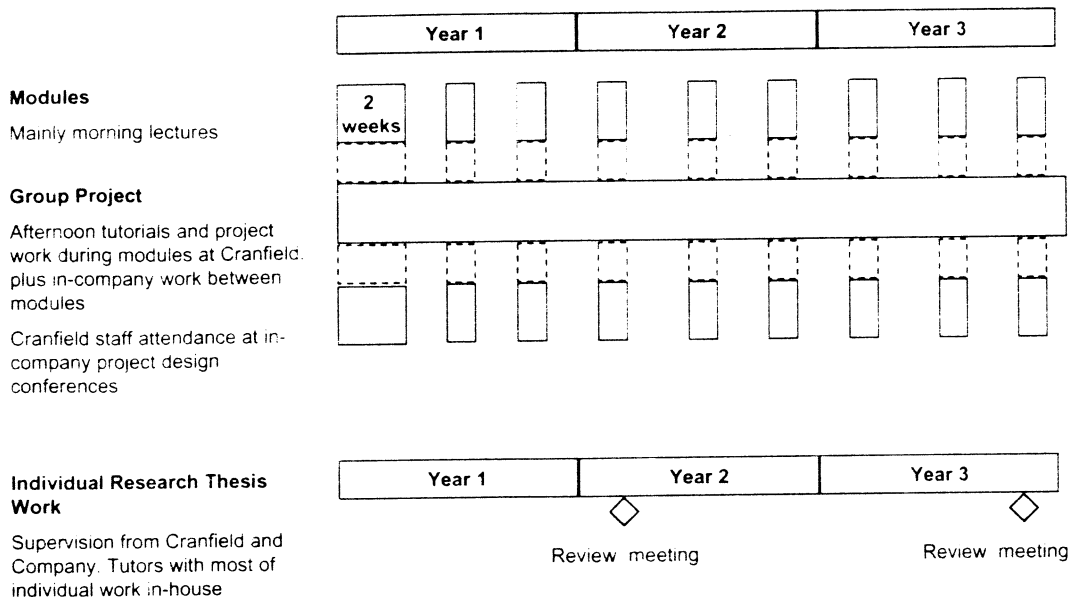 Year 1 Year 2 Year 3
Modules
Mainly morning lectures
2
weeks
Group Project
Afternoon tutorials and project
work during modules at Cranfield.
plus in-company work between
modules
Cranfield staff attendance at in-
company project design
conferences
Year 1 Year 2 Year 3
Individual Research Thesis
Work
Supervision from Cranfield and
Company. Tutors with most of
individual work in-house
Review meeting
Review meeting